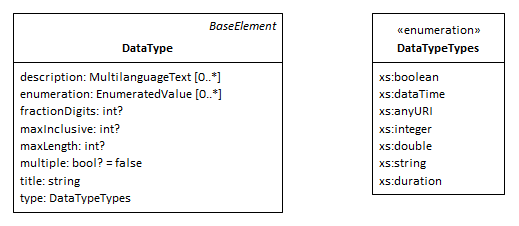 BaseElement
DataType
description: MultilanguageText [0..*]
enumeration: EnumeratedValue [0..*]
fractionDigits: int?
maxInclusive: int?
maxLength: int?
multiple: bool? = false
title: string
type: DataTypeTypes
«enumeration»
DataTypeTypes
xs:boolean
xs:dataTime
xs:anyURI
xs:integer
xs:double
xs:string
xs:duration